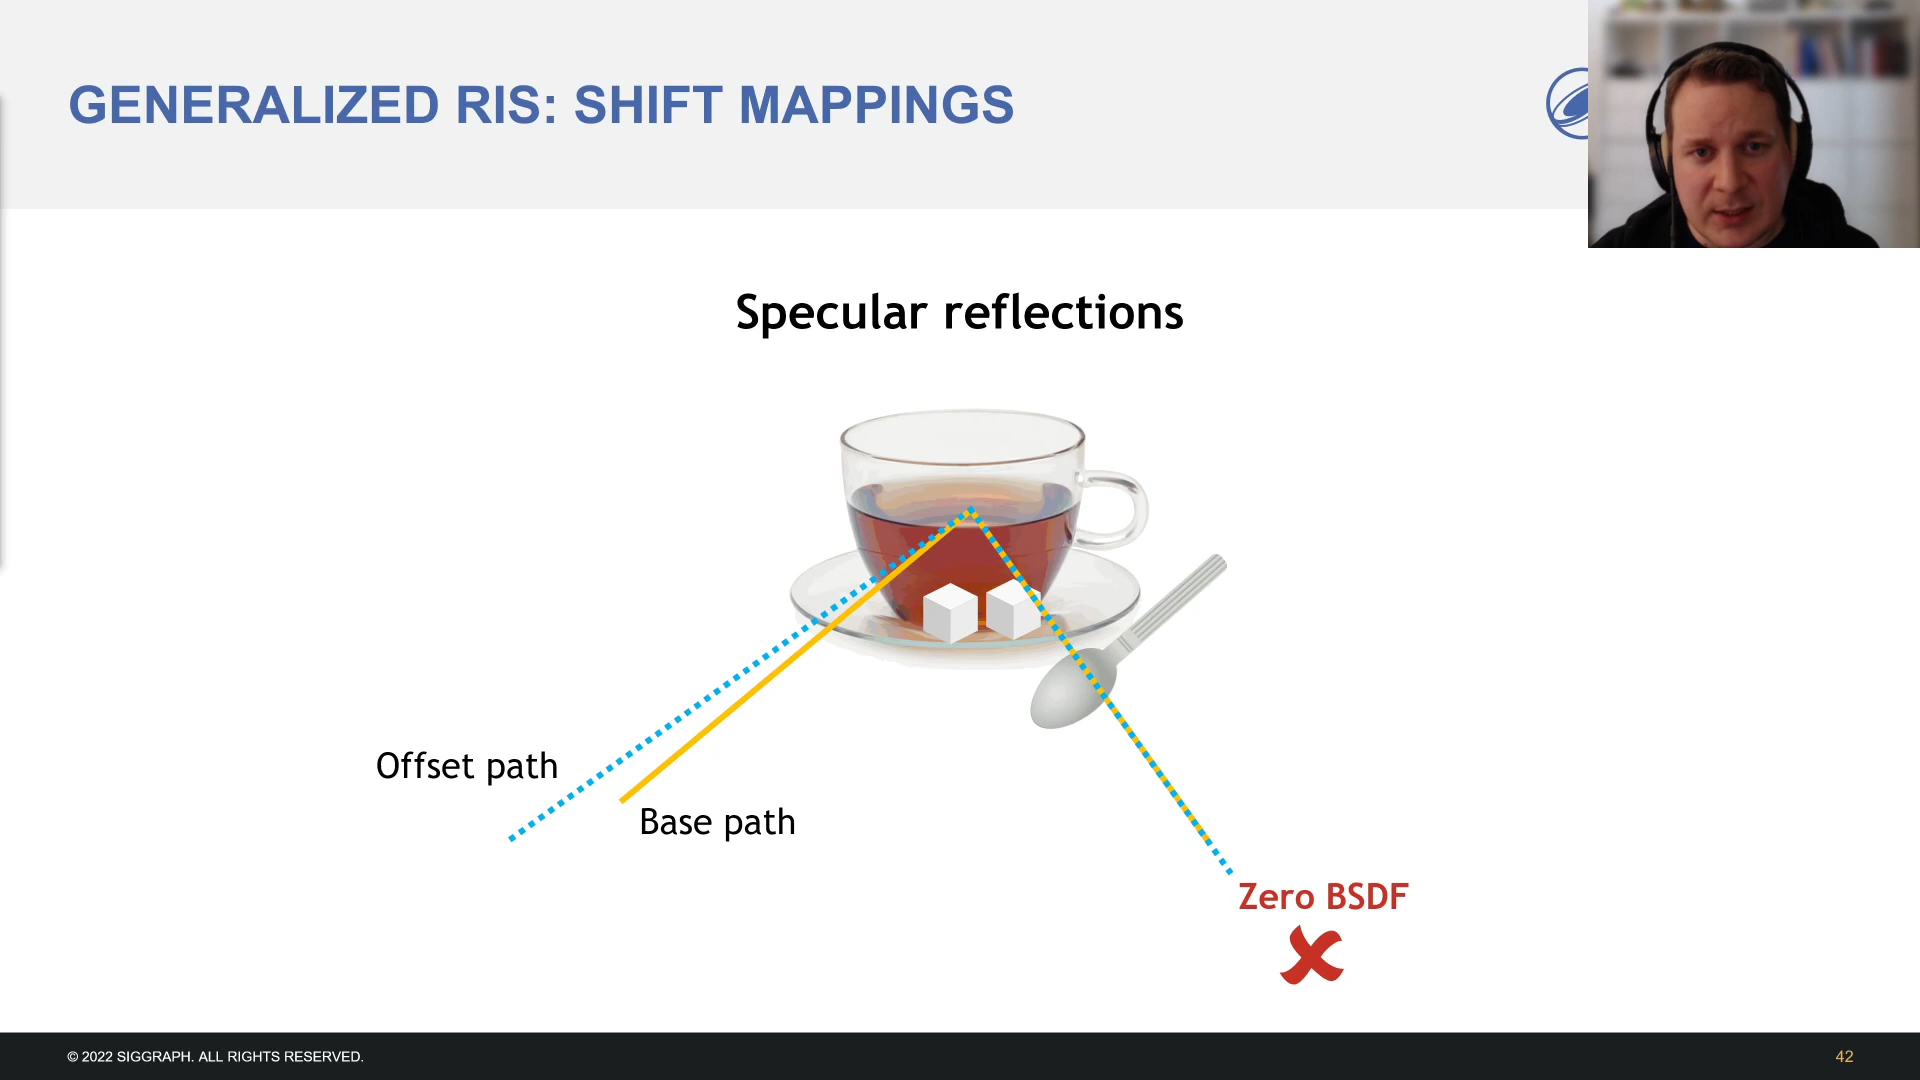 GENERALIZED RIS: SHIFT MAPPINGS
Specular reflections
Offset path
Base path
Zero BSDF
© 2022 SIGGRAPH. ALL RIGHTS RESERVED.
42